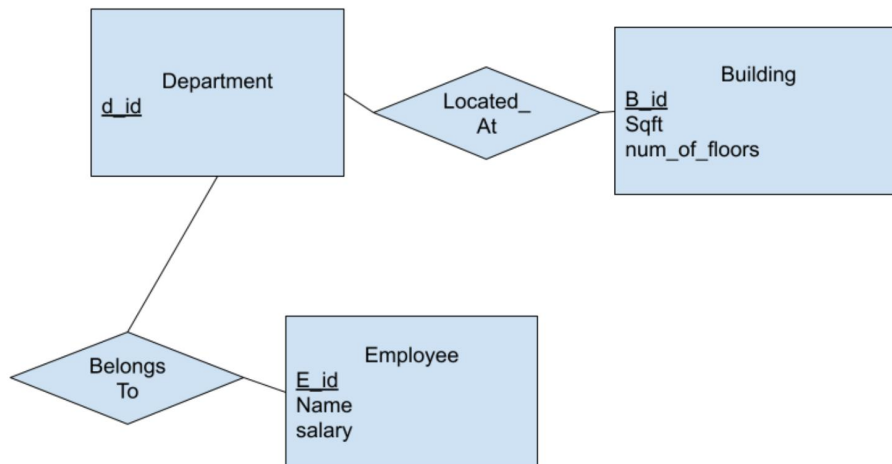 Department
d_id
Located_
At
Building
B_id
Sqft
num_of_floors
Belongs
To
Employee
E_id
Name
salary